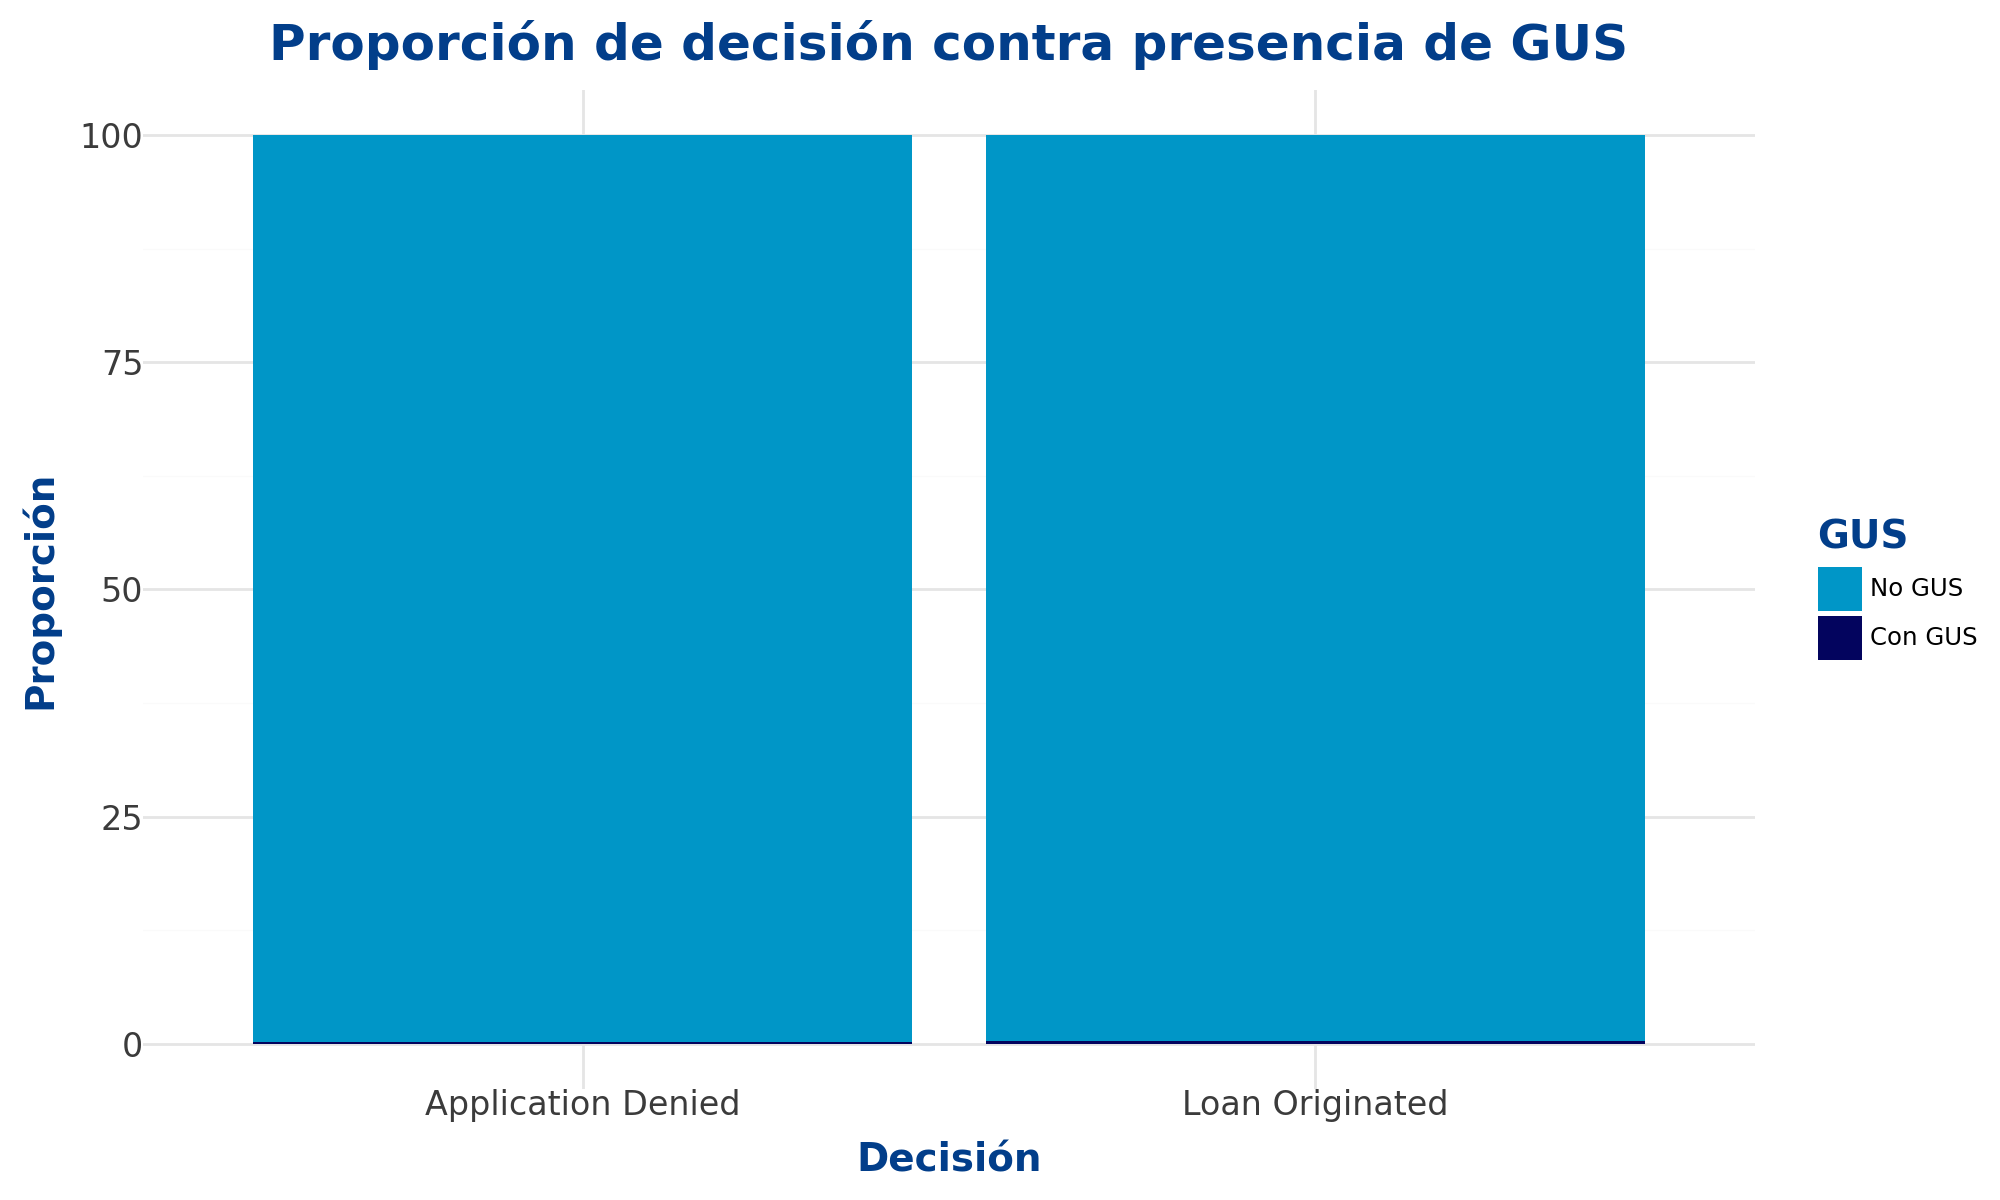 Proporción de decisión contra presencia de GUS
100
75
50
25
0
Proporción
Application Denied
Loan Originated
Decisión
GUS
No GUS
Con GUS